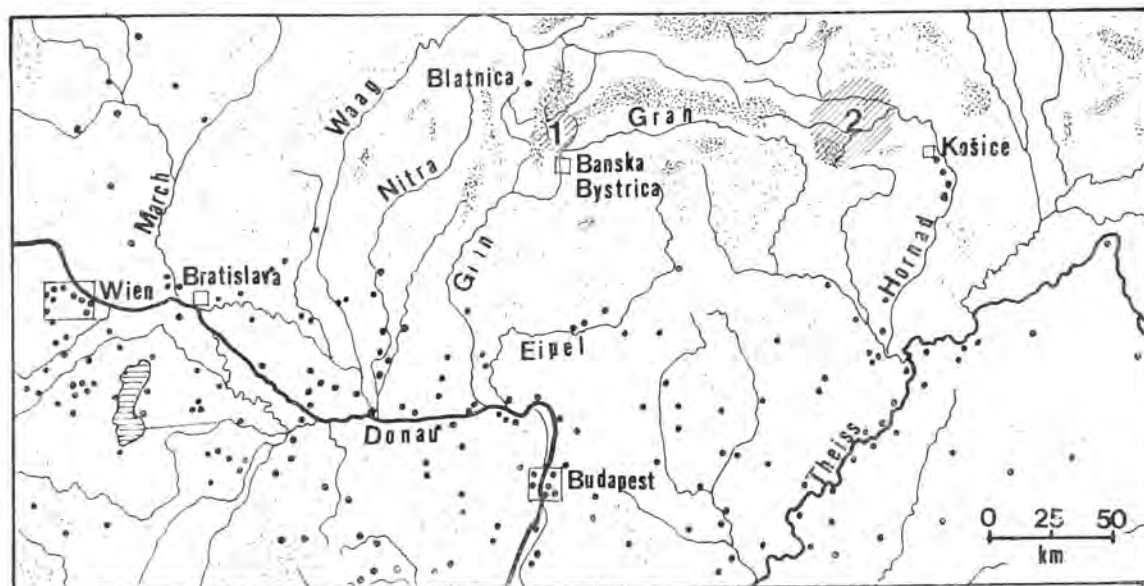 Blatnica
Waag
1
Gran
2
Košice
Nitra
Banska
Bystrica
March
Hornad
Grin
Wien
Bratislava
Eipel
Donau
Theiss
Budapest
0 25 50
km